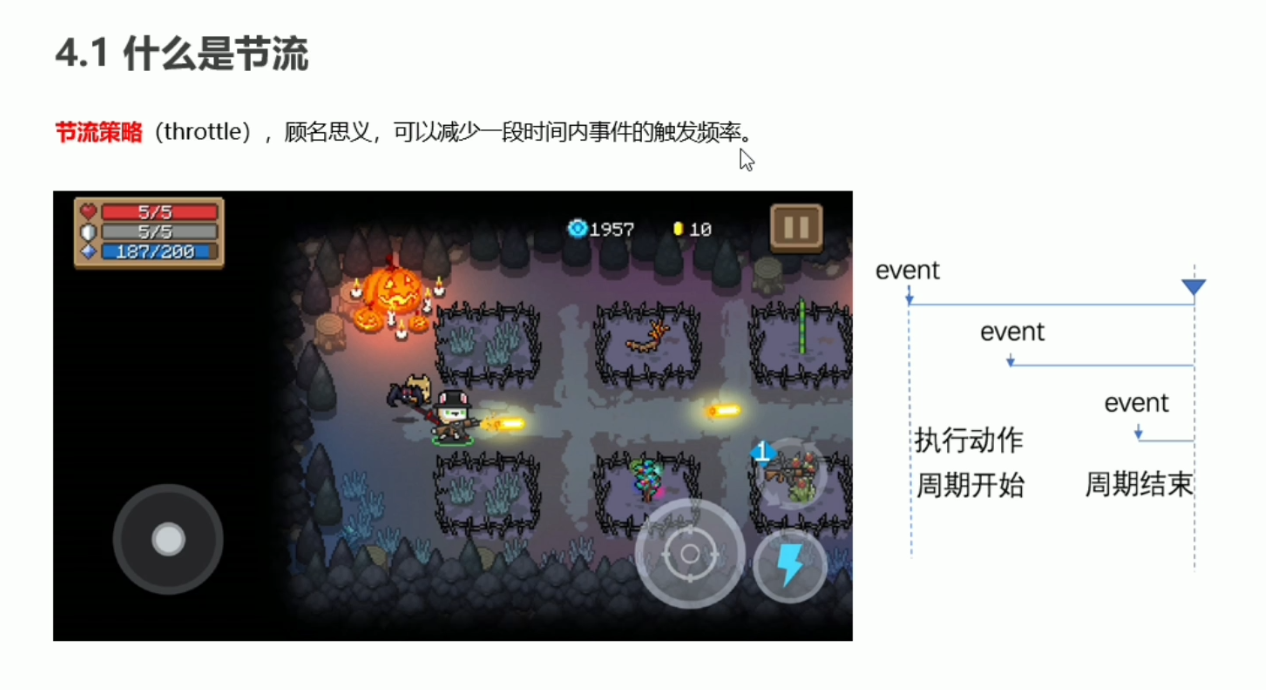 4.1 什么是节流
节流策略（throttle），顾名思义，可以减少一段时间内事件的触发频率。
5/5
5/5
187/200
1957
10
1
event
event
event
执行动作
周期开始
周期结束